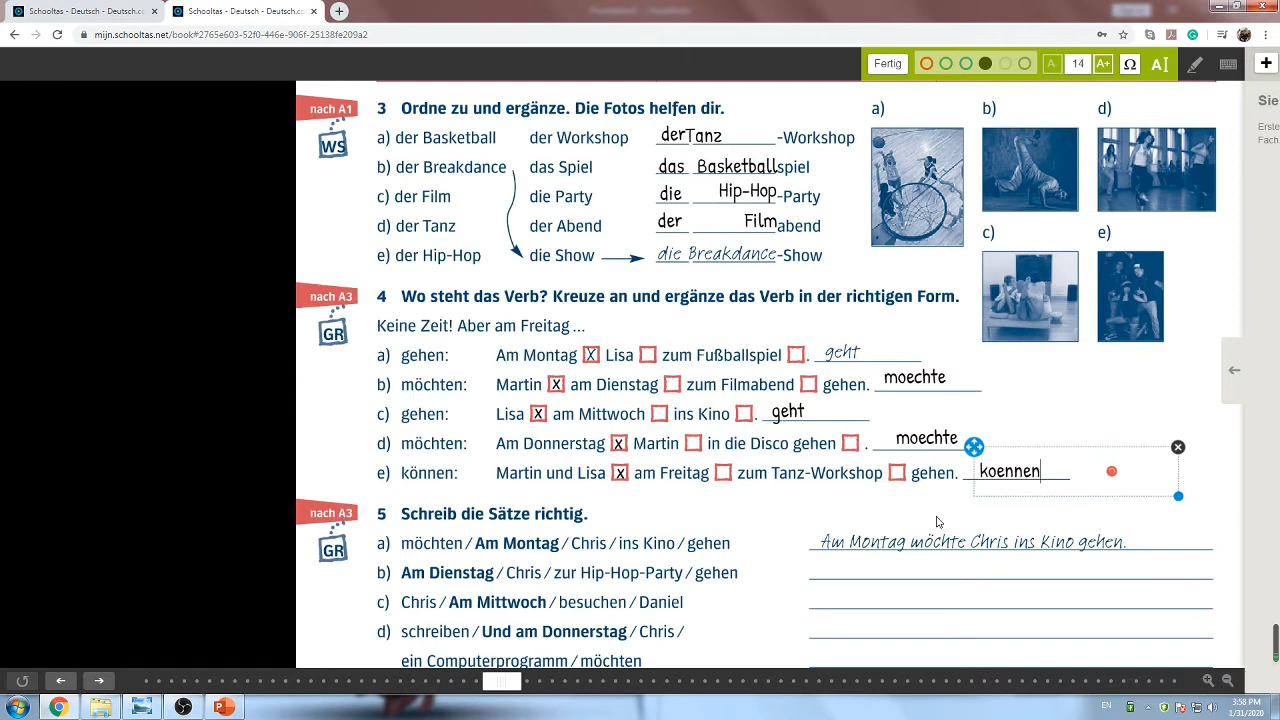 Schooltas - Deutsch - Deutsch.co
Schooltas - Deutsch - Deutsch.co
mijn.schooltas.net/book#2765e603-52f0-446e-906f-25138fe209a2
Fertig
A-
14
A+
Ω
A
Sie
Erste
Fach.
nach A1
WS
3 Ordne zu und ergänze. Die Fotos helfen dir.
a) der Basketball der Workshop derTanz -Workshop
b) der Breakdance das Spiel das Basketball spiel
c) der Film die Party die Hip-Hop -Party
d) der Tanz der Abend der Film abend
e) der Hip-Hop die Show die Breakdance -Show
a) b) d)
c) e)
nach A3
GR
4 Wo steht das Verb? Kreuze an und ergänze das Verb in der richtigen Form.
Keine Zeit! Aber am Freitag ...
a) gehen: Am Montag X Lisa zum Fußballspiel . geht
b) möchten: Martin x am Dienstag zum Filmabend gehen. moechte
c) gehen: Lisa x am Mittwoch ins Kino . geht
d) möchten: Am Donnerstag x Martin in die Disco gehen . moechte
e) können: Martin und Lisa x am Freitag zum Tanz-Workshop gehen. koennen
nach A3
GR
5 Schreib die Sätze richtig.
a) möchten / Am Montag / Chris / ins Kino / gehen Am Montag möchte Chris ins Kino gehen.
b) Am Dienstag / Chris / zur Hip-Hop-Party / gehen
c) Chris / Am Mittwoch / besuchen / Daniel
d) schreiben / Und am Donnerstag / Chris /
ein Computerprogramm / möchten
EN
3:58 PM
1/31/2020